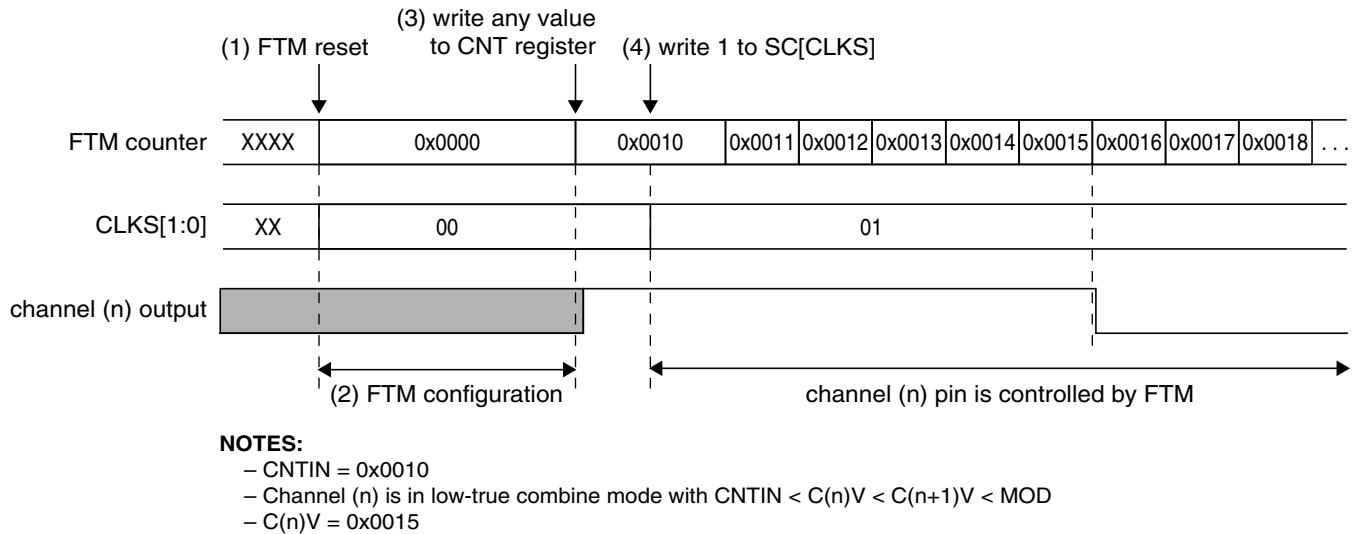 (3) write any value
(1) FTM reset to CNT register (4) write 1 to SC[CLKS]
FTM counter XXXX 0x0000 0x0010 0x0011 0x0012 0x0013 0x0014 0x0015 0x0016 0x0017 0x0018 . . .
CLKS[1:0] XX 00 01
channel (n) output
(2) FTM configuration channel (n) pin is controlled by FTM
NOTES:
– CNTIN = 0x0010
– Channel (n) is in low-true combine mode with CNTIN < C(n)V < C(n+1)V < MOD
– C(n)V = 0x0015